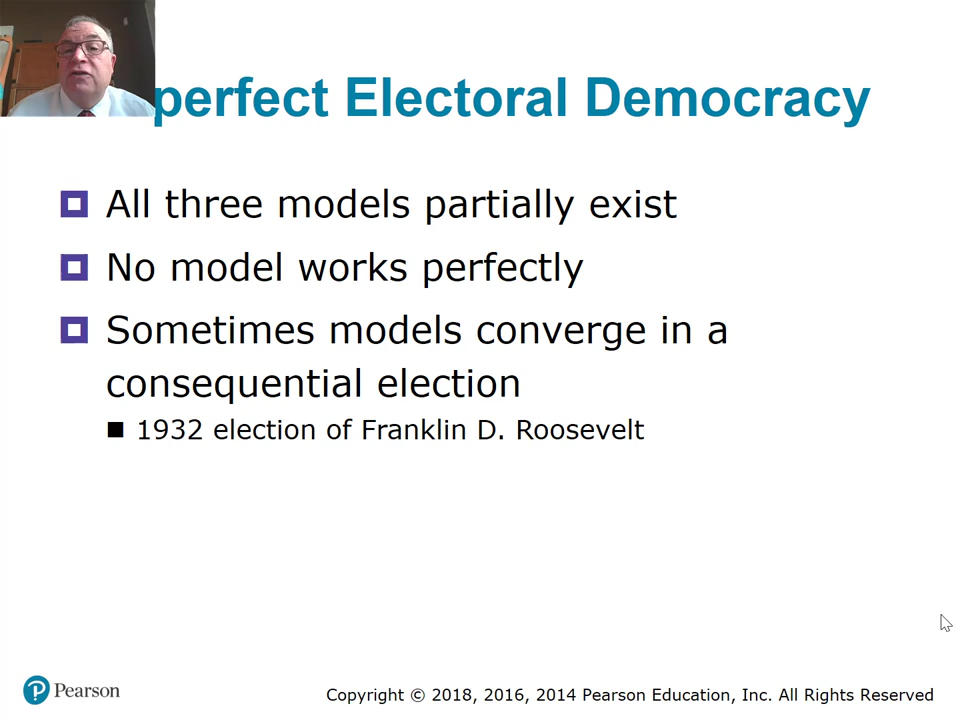 perfect Electoral Democracy
All three models partially exist
No model works perfectly
Sometimes models converge in a
consequential election
1932 election of Franklin D. Roosevelt
Pearson
Copyright © 2018, 2016, 2014 Pearson Education, Inc. All Rights Reserved